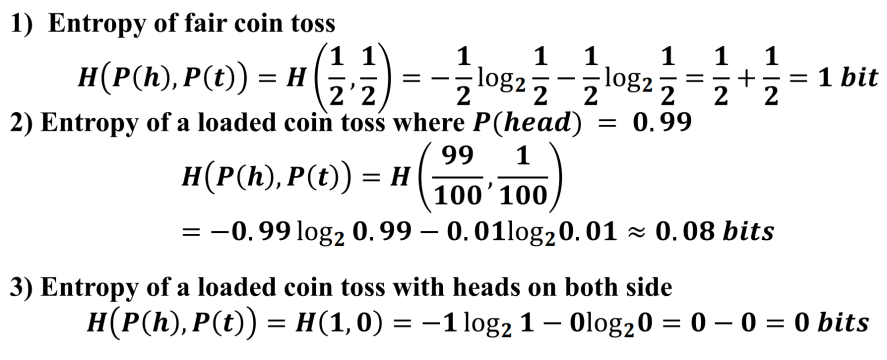 1) Entropy of fair coin toss
H(P(h), P(t)) = H(1/2, 1/2) = −1/2 log₂ 1/2 − 1/2 log₂ 1/2 = 1/2 + 1/2 = 1 bit
2) Entropy of a loaded coin toss where P(head) = 0.99
H(P(h), P(t)) = H(99/100, 1/100)
= −0.99 log₂ 0.99 − 0.01log₂0.01 ≈ 0.08 bits
3) Entropy of a loaded coin toss with heads on both side
H(P(h), P(t)) = H(1, 0) = −1 log₂ 1 − 0log₂0 = 0 − 0 = 0 bits